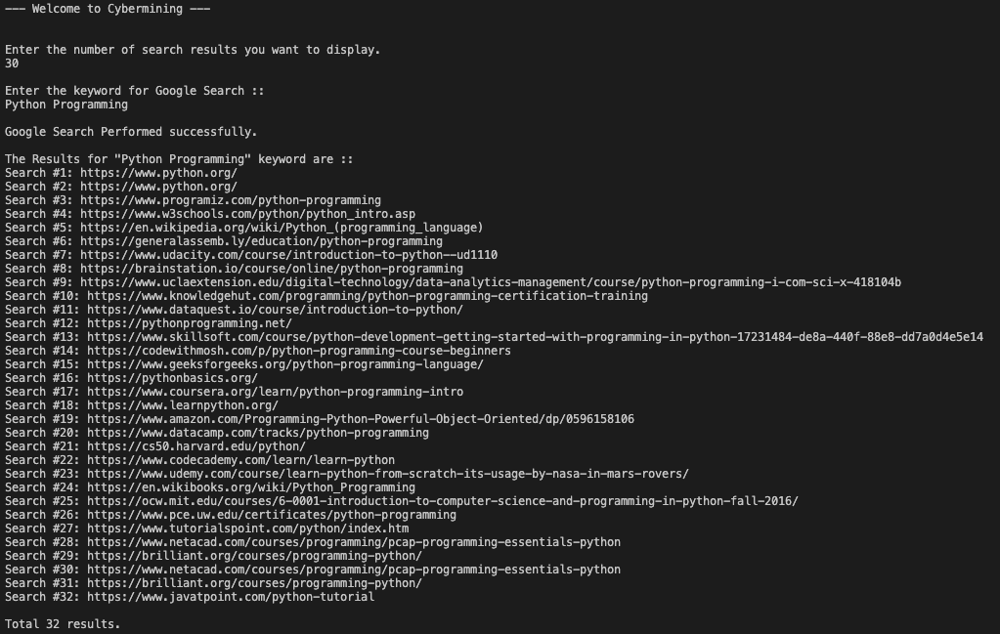 --- Welcome to Cybermining ---
Enter the number of search results you want to display.
30
Enter the keyword for Google Search ::
Python Programming
Google Search Performed successfully.
The Results for "Python Programming" keyword are ::
Search #1: https://www.python.org/
Search #2: https://www.python.org/
Search #3: https://www.programiz.com/python-programming
Search #4: https://www.w3schools.com/python/python_intro.asp
Search #5: https://en.wikipedia.org/wiki/Python_(programming_language)
Search #6: https://generalassemb.ly/education/python-programming
Search #7: https://www.udacity.com/course/introduction-to-python--ud1110
Search #8: https://brainstation.io/course/online/python-programming
Search #9: https://www.uclaextension.edu/digital-technology/data-analytics-management/course/python-programming-i-com-sci-x-418104b
Search #10: https://www.knowledgehut.com/programming/python-programming-certification-training
Search #11: https://www.dataquest.io/course/introduction-to-python/
Search #12: https://pythonprogramming.net/
Search #13: https://www.skillsoft.com/course/python-development-getting-started-with-programming-in-python-17231484-de8a-440f-88e8-dd7a0d4e5e14
Search #14: https://codewithmosh.com/p/python-programming-course-beginners
Search #15: https://www.geeksforgeeks.org/python-programming-language/
Search #16: https://pythonbasics.org/
Search #17: https://www.coursera.org/learn/python-programming-intro
Search #18: https://www.learnpython.org/
Search #19: https://www.amazon.com/Programming-Python-Powerful-Object-Oriented/dp/0596158106
Search #20: https://www.datacamp.com/tracks/python-programming
Search #21: https://cs50.harvard.edu/python/
Search #22: https://www.codecademy.com/learn/learn-python
Search #23: https://www.udemy.com/course/learn-python-from-scratch-its-usage-by-nasa-in-mars-rovers/
Search #24: https://en.wikibooks.org/wiki/Python_Programming
Search #25: https://ocw.mit.edu/courses/6-0001-introduction-to-computer-science-and-programming-in-python-fall-2016/
Search #26: https://www.pce.uw.edu/certificates/python-programming
Search #27: https://www.tutorialspoint.com/python/index.htm
Search #28: https://www.netacad.com/courses/programming/pcap-programming-essentials-python
Search #29: https://brilliant.org/courses/programming-python/
Search #30: https://www.netacad.com/courses/programming/pcap-programming-essentials-python
Search #31: https://brilliant.org/courses/programming-python/
Search #32: https://www.javatpoint.com/python-tutorial
Total 32 results.